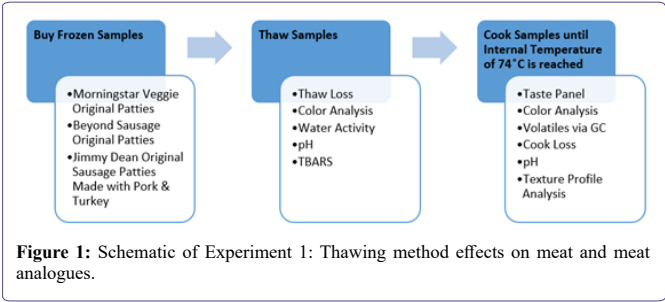 Buy Frozen Samples
•Morningstar Veggie
Original Patties
•Beyond Sausage
Original Patties
•Jimmy Dean Original
Sausage Patties
Made with Pork &
Turkey
Thaw Samples
•Thaw Loss
•Color Analysis
•Water Activity
•pH
•TBARS
Cook Samples until
Internal Temperature
of 74˚C is reached
•Taste Panel
•Color Analysis
•Volatiles via GC
•Cook Loss
•pH
•Texture Profile
Analysis
Figure 1: Schematic of Experiment 1: Thawing method effects on meat and meat
analogues.